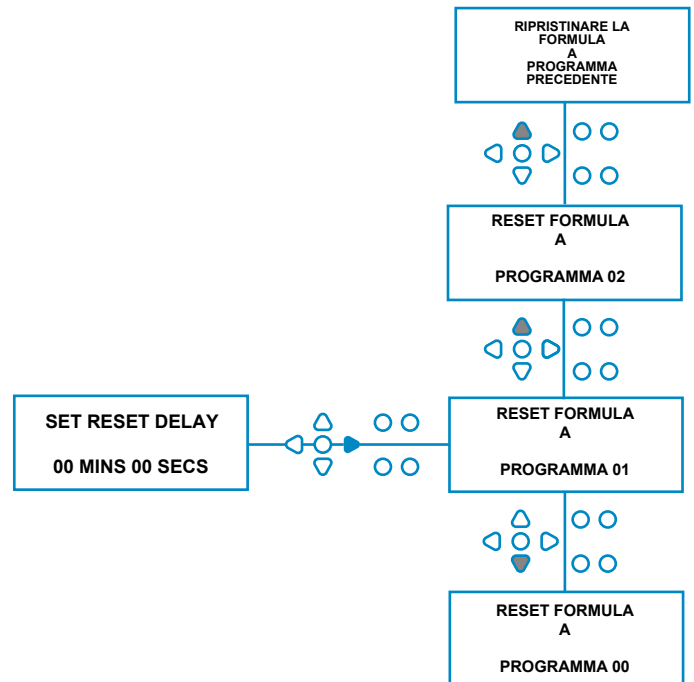 RIPRISTINARE LA
FORMULA
A
PROGRAMMA
PRECEDENTE
RESET FORMULA
A
PROGRAMMA 02
SET RESET DELAY
00 MINS 00 SECS
RESET FORMULA
A
PROGRAMMA 01
RESET FORMULA
A
PROGRAMMA 00